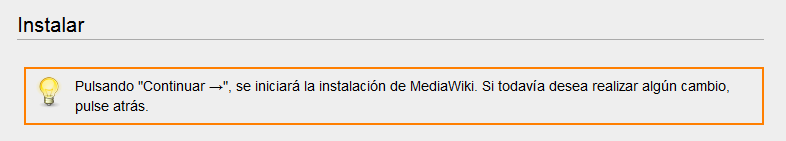 Instalar
Pulsando "Continuar →", se iniciará la instalación de MediaWiki. Si todavía desea realizar algún cambio,
pulse atrás.